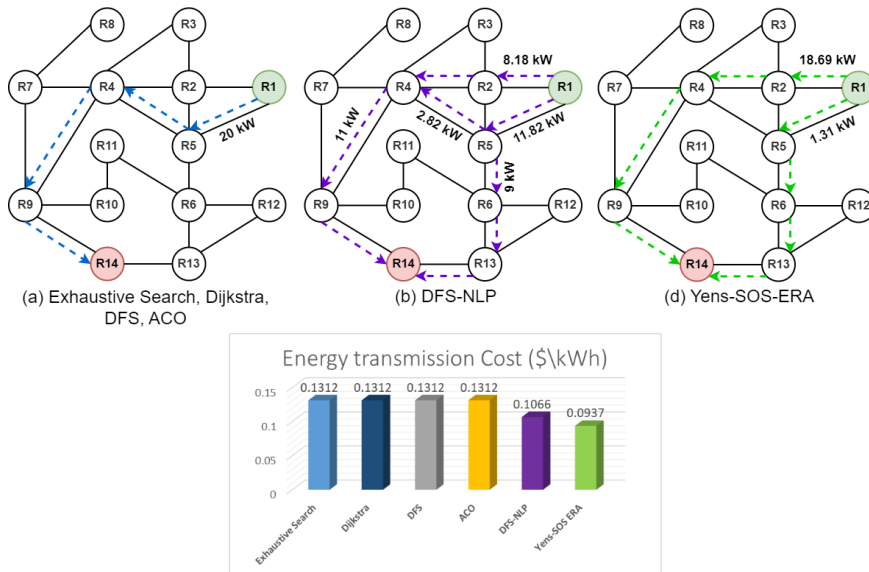 R8
R3
R7
R4
R2
R1
20 kW
R5
R11
R9
R10
R6
R12
R14
R13
(a) Exhaustive Search, Dijkstra,
DFS, ACO
R8
R3
8.18 kW
R7
R4
R2
R1
11 kW
2.82 kW
11.82 kW
R5
R11
9 kW
R9
R10
R6
R12
R14
R13
(b) DFS-NLP
R8
R3
18.69 kW
R7
R4
R2
R1
1.31 kW
R5
R11
R9
R10
R6
R12
R14
R13
(d) Yens-SOS-ERA
Energy transmission Cost ($\kWh)
0.15
0.1
0.05
0
0.1312 0.1312 0.1312 0.1312 0.1066 0.0937
Exhaustive Search
Dijkstra
DFS
ACO
DFS-NLP
Yens-SOS ERA